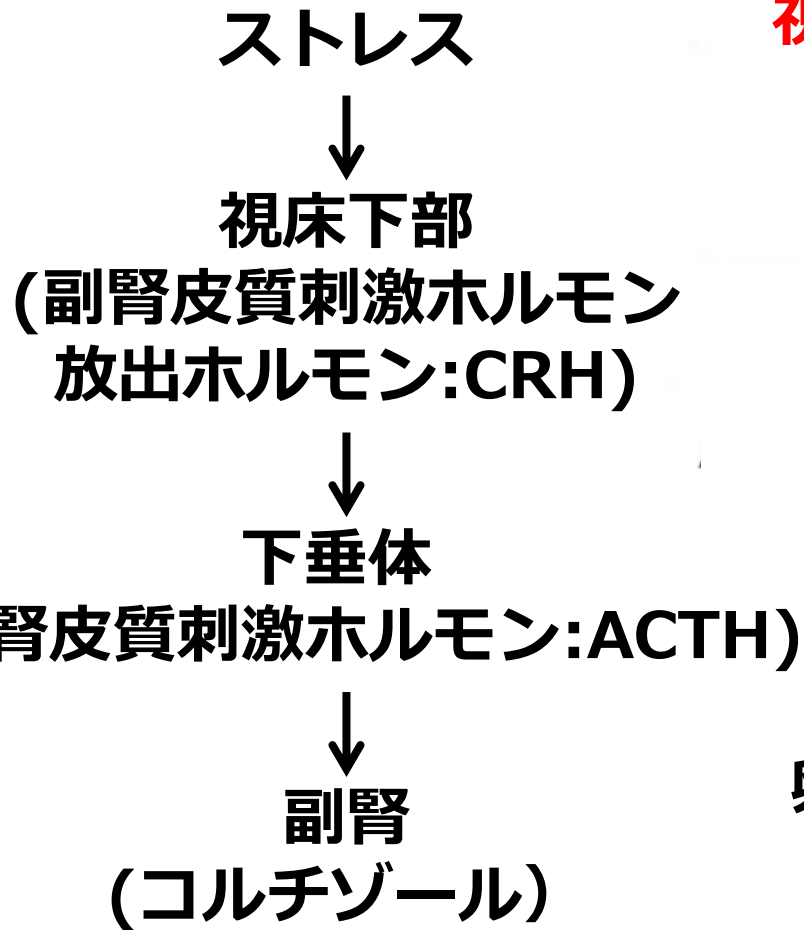 ストレス
↓
視床下部
(副腎皮質刺激ホルモン
放出ホルモン:CRH)
↓
下垂体
腎皮質刺激ホルモン:ACTH)
↓
副腎
(コルチゾール）